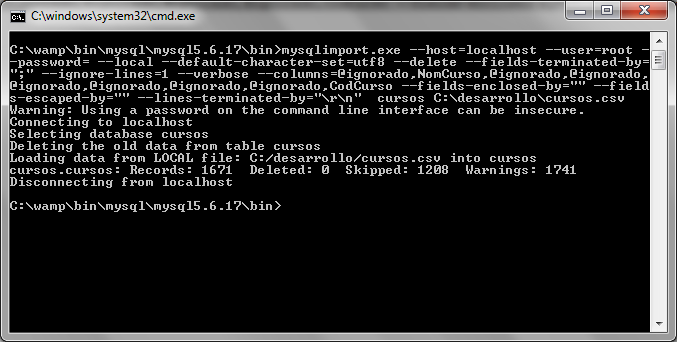 C:\windows\system32\cmd.exe
C:\wamp\bin\mysql\mysql5.6.17\bin>mysqlimport.exe --host=localhost --user=root -
-password= --local --default-character-set=utf8 --delete --fields-terminated-by=
";" --ignore-lines=1 --verbose --columns=@ignorado,NomCurso,@ignorado,@ignorado,
@ignorado,@ignorado,@ignorado,@ignorado,CodCurso --fields-enclosed-by="" --field
s-escaped-by="" --lines-terminated-by="\r\n"  cursos C:\desarrollo\cursos.csv
Warning: Using a password on the command line interface can be insecure.
Connecting to localhost
Selecting database cursos
Deleting the old data from table cursos
Loading data from LOCAL file: C:/desarrollo/cursos.csv into cursos
cursos.cursos: Records: 1671  Deleted: 0  Skipped: 1208  Warnings: 1741
Disconnecting from localhost
C:\wamp\bin\mysql\mysql5.6.17\bin>